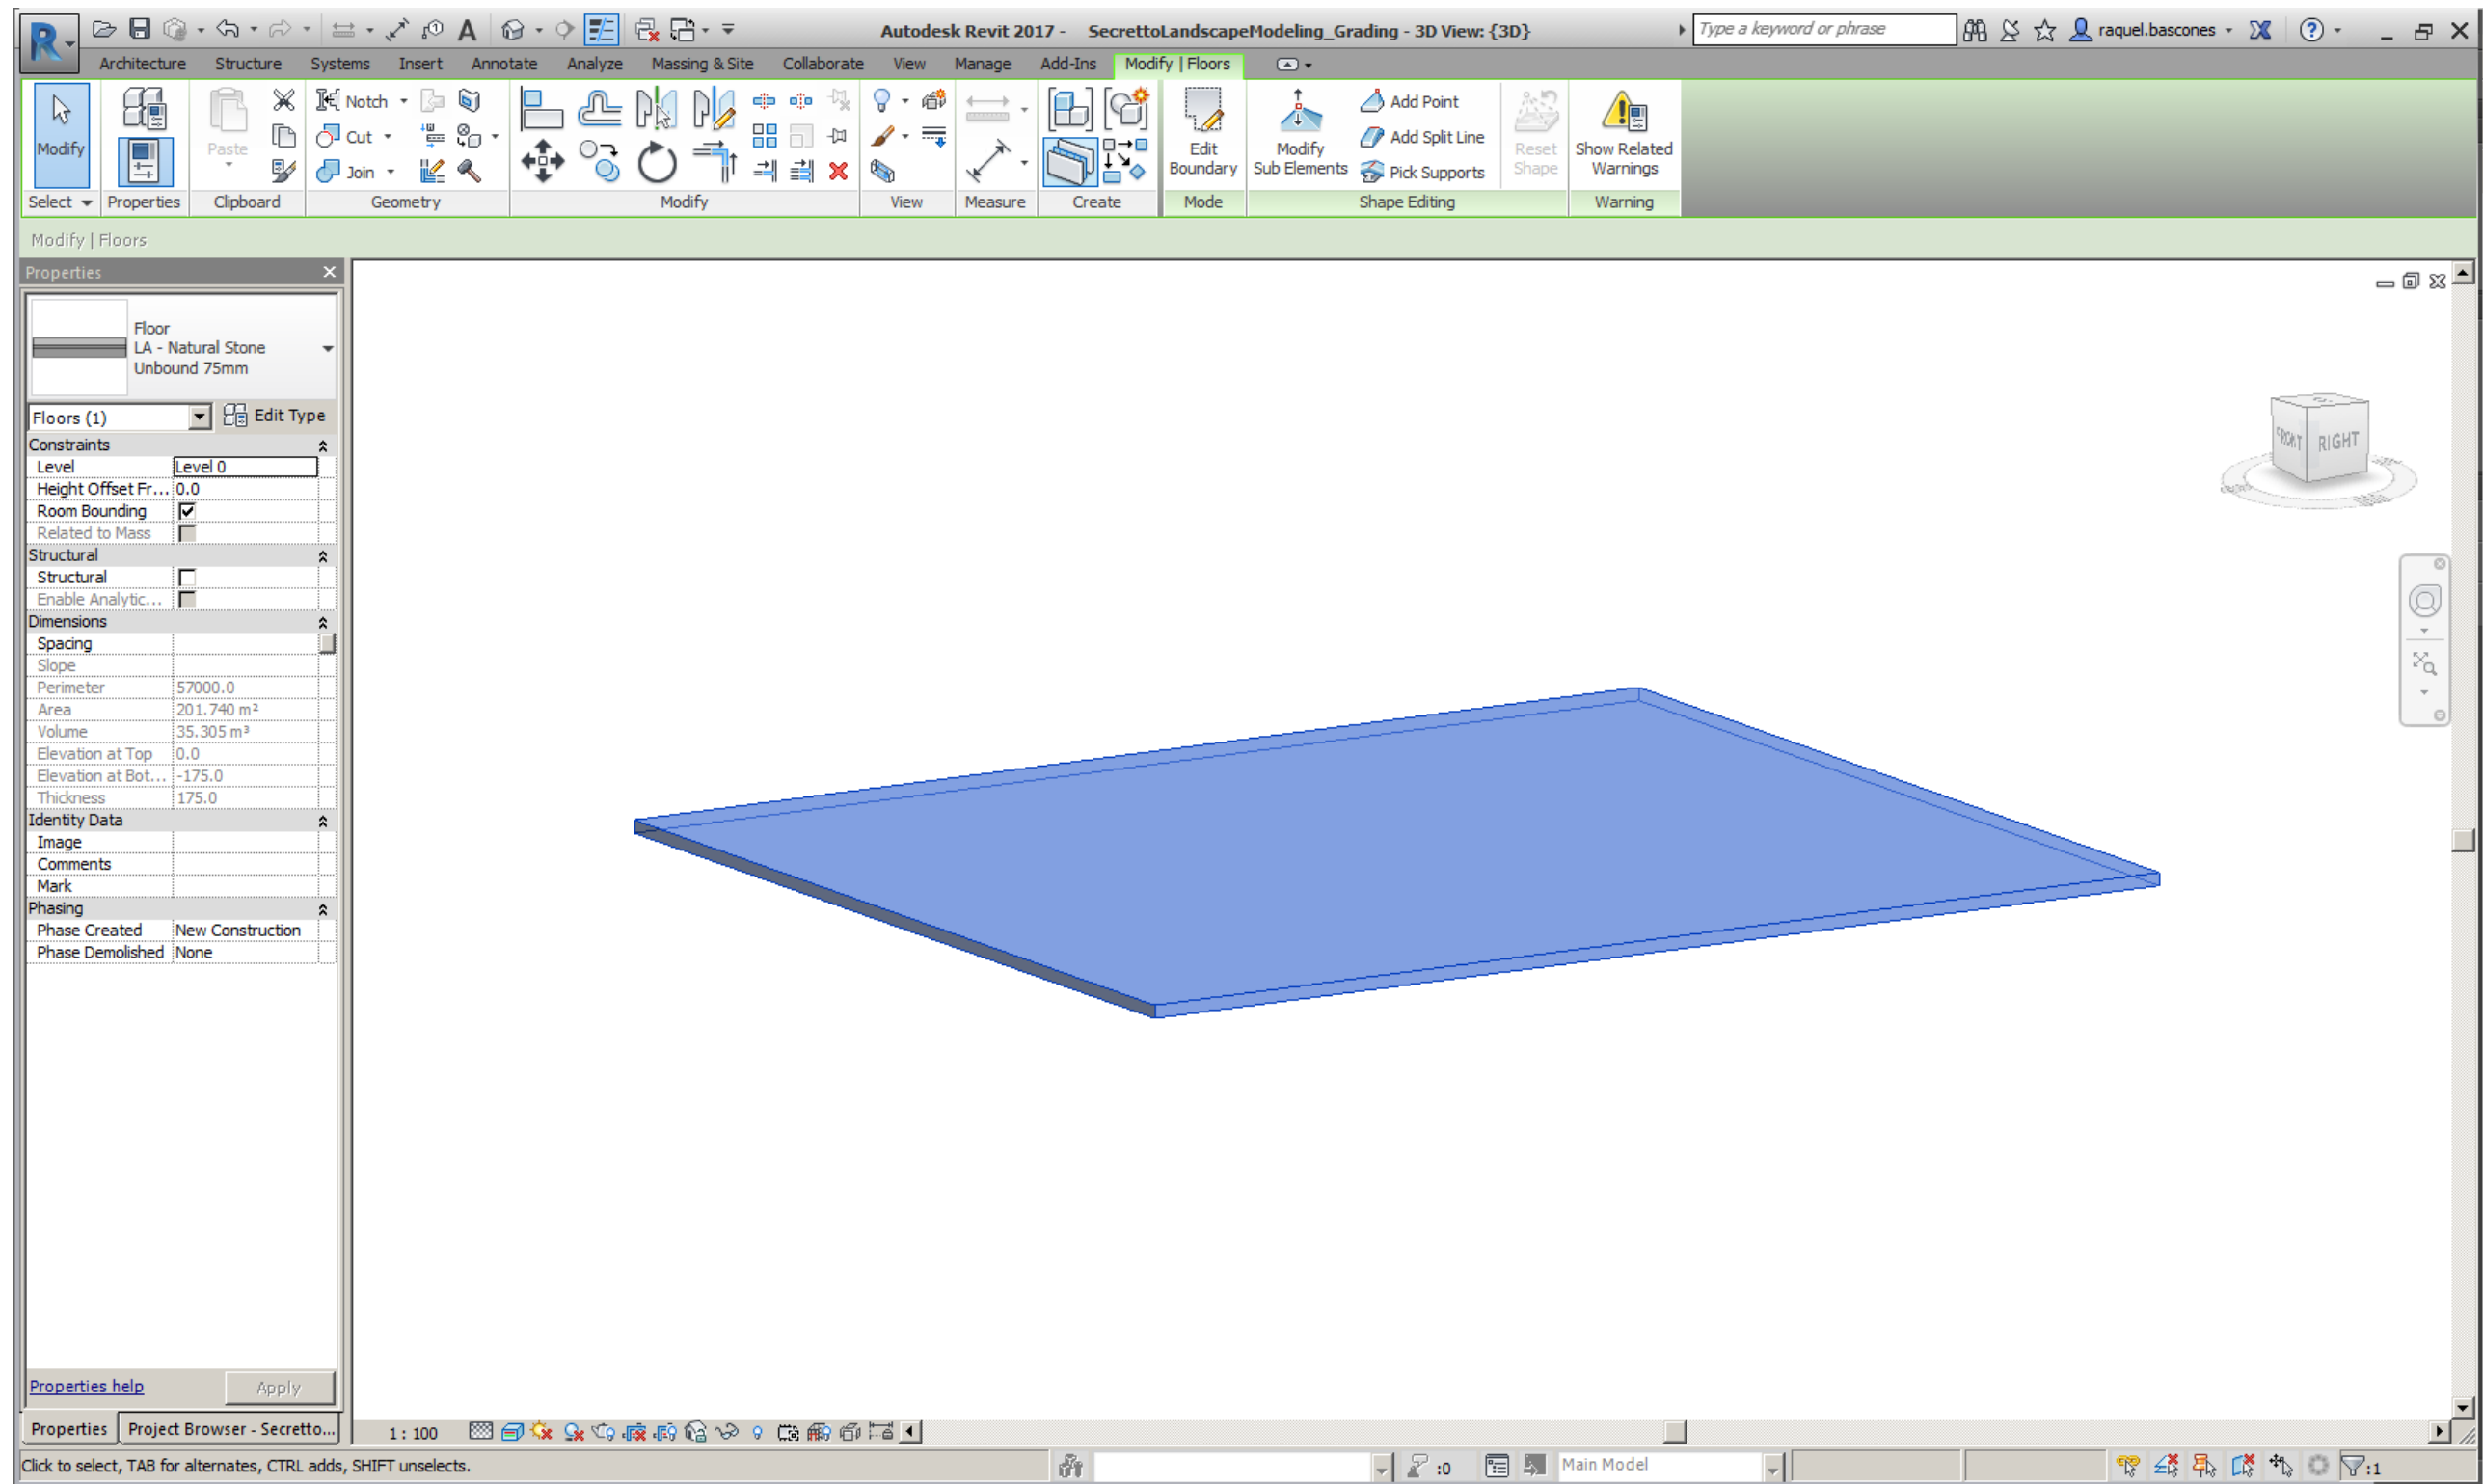 Autodesk Revit 2017 - SecrettoLandscapeModeling_Grading - 3D View: {3D}
Type a keyword or phrase
raquel.bascones
Architecture Structure Systems Insert Annotate Analyze Massing & Site Collaborate View Manage Add-Ins Modify | Floors
Modify
Paste
Notch
Cut
Join
Edit Boundary
Modify Sub Elements
Add Point
Add Split Line
Pick Supports
Reset Shape
Show Related Warnings
Select Properties Clipboard Geometry Modify View Measure Create Mode Shape Editing Warning
Modify | Floors
Properties
Floor
LA - Natural Stone
Unbound 75mm
Floors (1) Edit Type
Constraints
Level Level 0
Height Offset Fr... 0.0
Room Bounding
Related to Mass
Structural
Structural
Enable Analytic...
Dimensions
Spacing
Slope
Perimeter 57000.0
Area 201.740 m²
Volume 35.305 m³
Elevation at Top 0.0
Elevation at Bot... -175.0
Thickness 175.0
Identity Data
Image
Comments
Mark
Phasing
Phase Created New Construction
Phase Demolished None
FRONT RIGHT
Properties help Apply
Properties Project Browser - Secretto...
1 : 100
Click to select, TAB for alternates, CTRL adds, SHIFT unselects.
:0
Main Model
:1